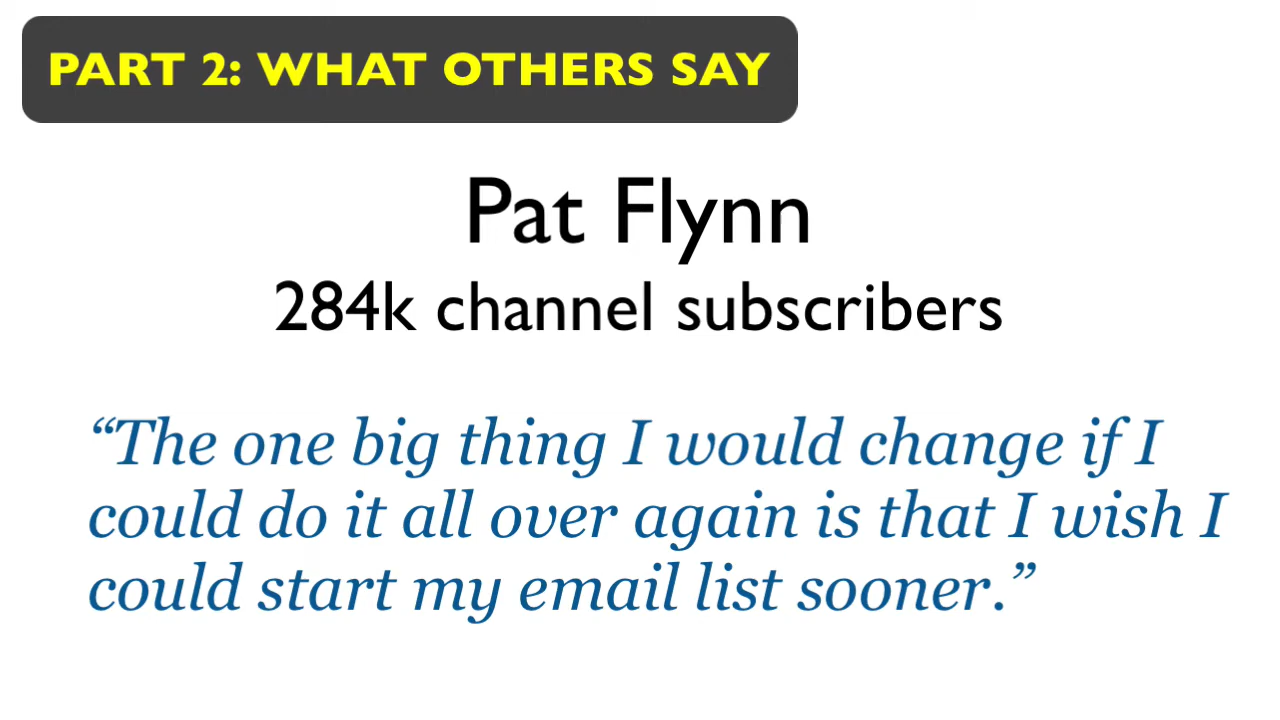 PART 2: WHAT OTHERS SAY
Pat Flynn
284k channel subscribers
“The one big thing I would change if I
could do it all over again is that I wish I
could start my email list sooner.”